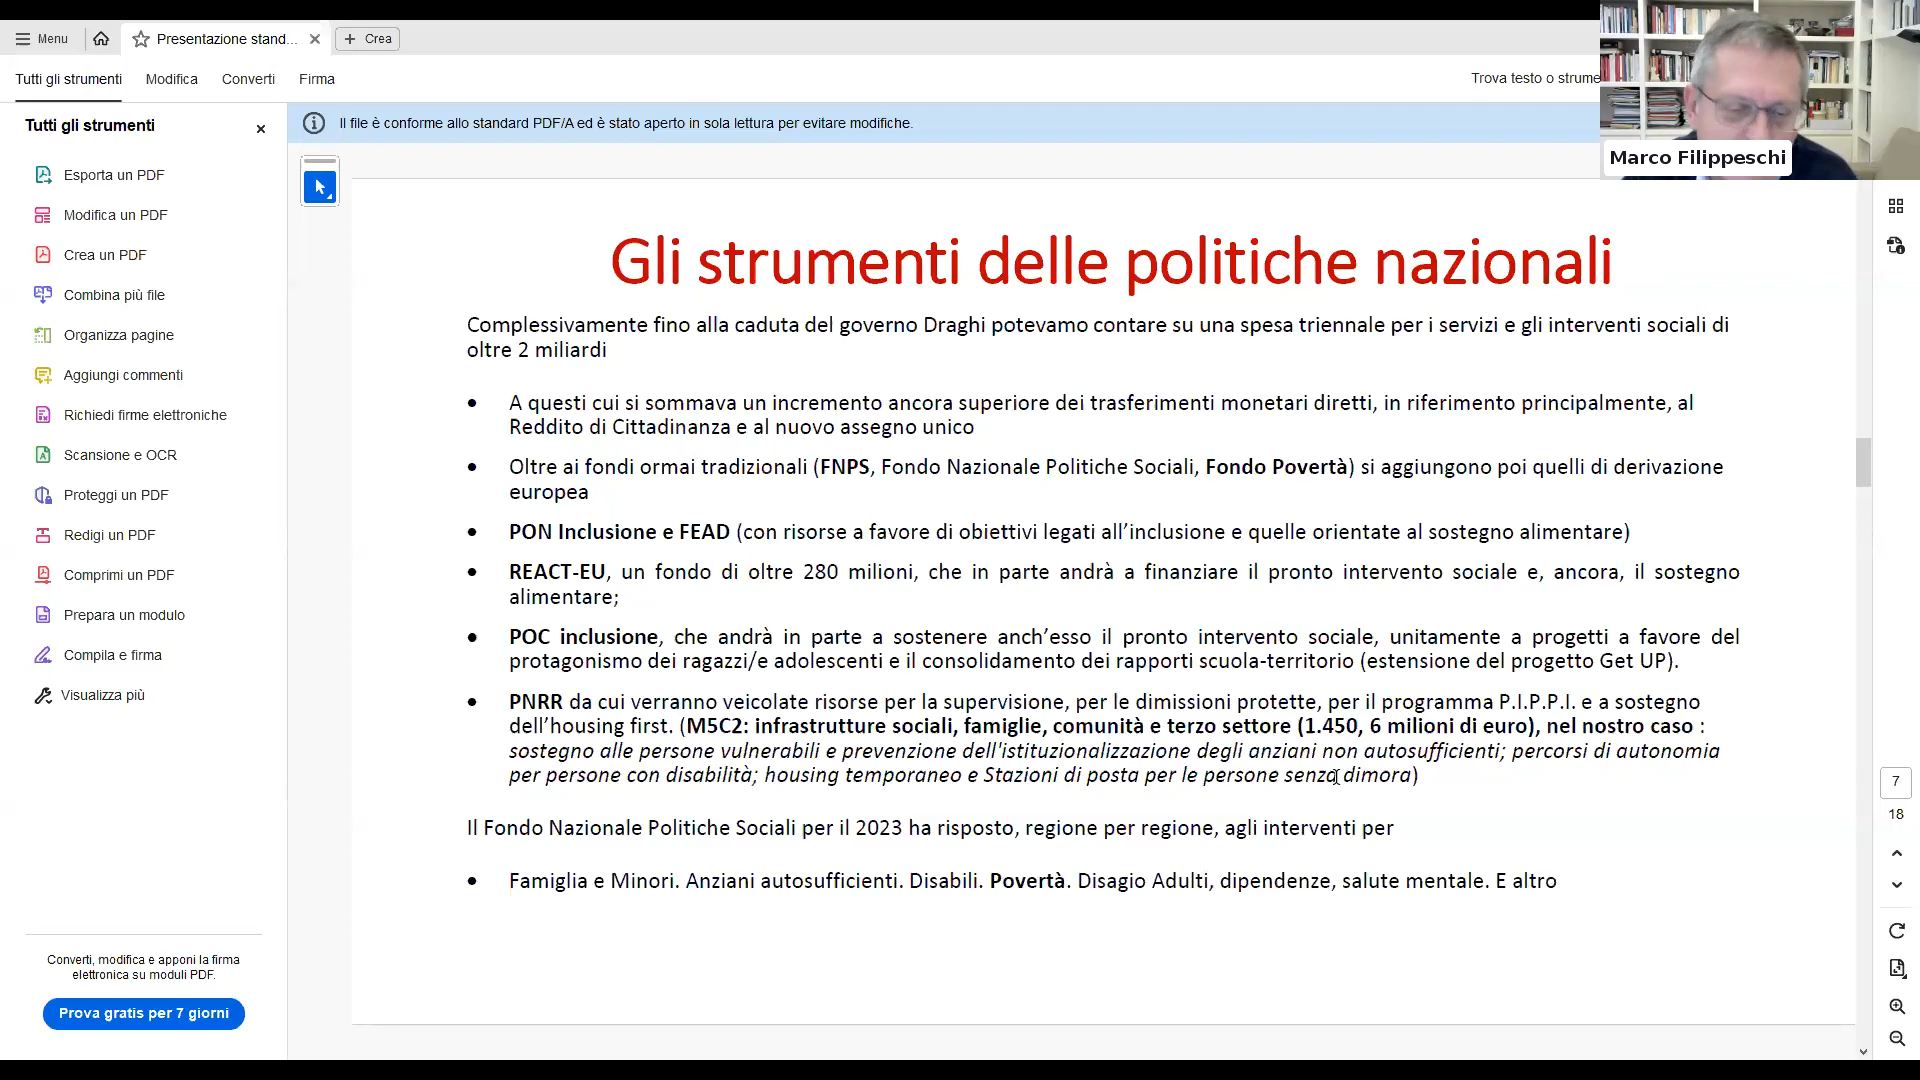 Menu
Presentazione stand...
Crea
Tutti gli strumenti
Modifica
Converti
Firma
Trova testo o strume
Tutti gli strumenti
Il file è conforme allo standard PDF/A ed è stato aperto in sola lettura per evitare modifiche.
Marco Filippeschi
Esporta un PDF
Modifica un PDF
Crea un PDF
Combina più file
Organizza pagine
Aggiungi commenti
Richiedi firme elettroniche
Scansione e OCR
Proteggi un PDF
Redigi un PDF
Comprimi un PDF
Prepara un modulo
Compila e firma
Visualizza più
Converti, modifica e apponi la firma
elettronica su moduli PDF.
Prova gratis per 7 giorni
Gli strumenti delle politiche nazionali
Complessivamente fino alla caduta del governo Draghi potevamo contare su una spesa triennale per i servizi e gli interventi sociali di
oltre 2 miliardi
• A questi cui si sommava un incremento ancora superiore dei trasferimenti monetari diretti, in riferimento principalmente, al
Reddito di Cittadinanza e al nuovo assegno unico
• Oltre ai fondi ormai tradizionali (FNPS, Fondo Nazionale Politiche Sociali, Fondo Povertà) si aggiungono poi quelli di derivazione
europea
• PON Inclusione e FEAD (con risorse a favore di obiettivi legati all’inclusione e quelle orientate al sostegno alimentare)
• REACT-EU, un fondo di oltre 280 milioni, che in parte andrà a finanziare il pronto intervento sociale e, ancora, il sostegno
alimentare;
• POC inclusione, che andrà in parte a sostenere anch’esso il pronto intervento sociale, unitamente a progetti a favore del
protagonismo dei ragazzi/e adolescenti e il consolidamento dei rapporti scuola-territorio (estensione del progetto Get UP).
• PNRR da cui verranno veicolate risorse per la supervisione, per le dimissioni protette, per il programma P.I.P.P.I. e a sostegno
dell’housing first. (M5C2: infrastrutture sociali, famiglie, comunità e terzo settore (1.450, 6 milioni di euro), nel nostro caso :
sostegno alle persone vulnerabili e prevenzione dell'istituzionalizzazione degli anziani non autosufficienti; percorsi di autonomia
per persone con disabilità; housing temporaneo e Stazioni di posta per le persone senza dimora)
Il Fondo Nazionale Politiche Sociali per il 2023 ha risposto, regione per regione, agli interventi per
• Famiglia e Minori. Anziani autosufficienti. Disabili. Povertà. Disagio Adulti, dipendenze, salute mentale. E altro
7
18